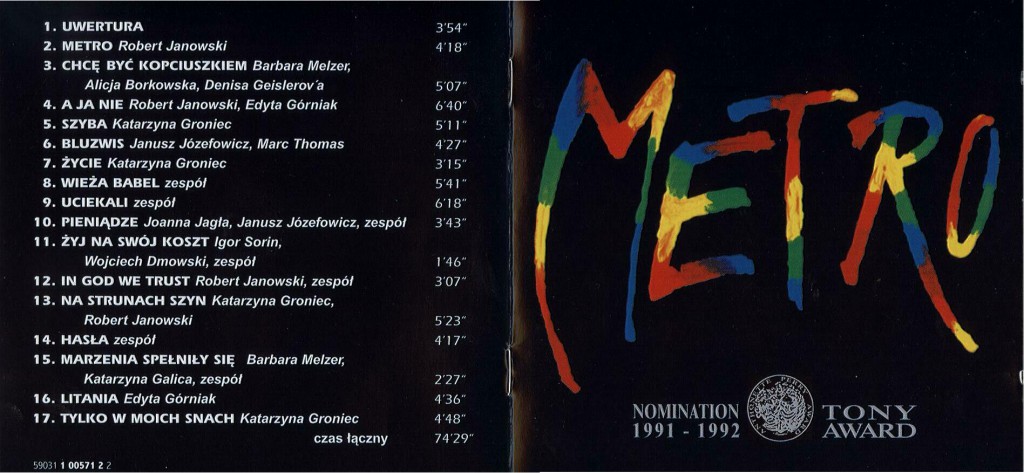 1. UWERTURA 3'54"
2. METRO Robert Janowski 4'18"
3. CHCĘ BYĆ KOPCIUSZKIEM Barbara Melzer,
Alicja Borkowska, Denisa Geislerov´a 5'07"
4. A JA NIE Robert Janowski, Edyta Górniak 6'40"
5. SZYBA Katarzyna Groniec 5'11"
6. BLUZWIS Janusz Józefowicz, Marc Thomas 4'27"
7. ŻYCIE Katarzyna Groniec 3'15"
8. WIEŻA BABEL zespół 5'41"
9. UCIEKALI zespół 6'18"
10. PIENIĄDZE Joanna Jagła, Janusz Józefowicz, zespół 3'43"
11. ŻYJ NA SWÓJ KOSZT Igor Sorin,
Wojciech Dmowski, zespół 1'46"
12. IN GOD WE TRUST Robert Janowski, zespół 3'07"
13. NA STRUNACH SZYN Katarzyna Groniec,
Robert Janowski 5'23"
14. HASŁA zespół 4'17"
15. MARZENIA SPEŁNIŁY SIĘ Barbara Melzer,
Katarzyna Galica, zespół 2'27"
16. LITANIA Edyta Górniak 4'36"
17. TYLKO W MOICH SNACH Katarzyna Groniec 4'48"
czas łączny 74'29"
59031 1 00571 2 2
METRO
NOMINATION
1991 - 1992
ANTOINETTE PERRY AWARD
TONY
AWARD